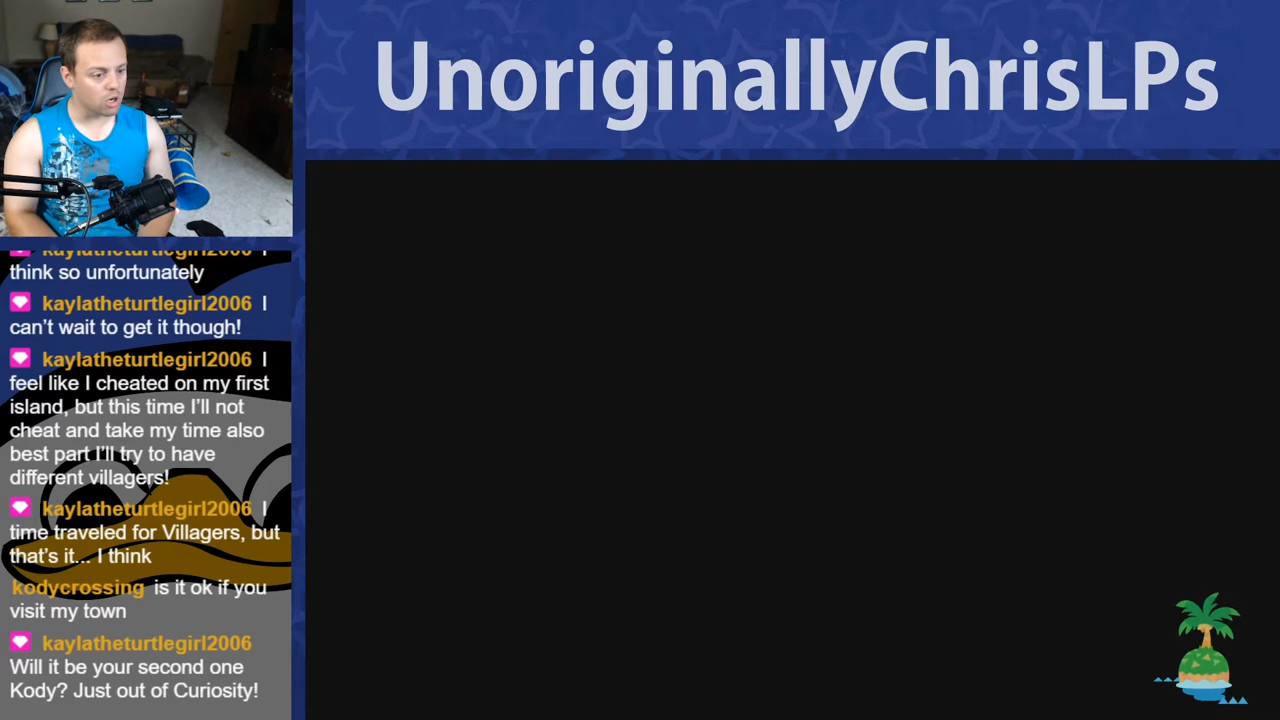 UnoriginallyChrisLPs
kaylatheturtlegirl2006 I
think so unfortunately
kaylatheturtlegirl2006 I
can't wait to get it though!
kaylatheturtlegirl2006 I
feel like I cheated on my first
island, but this time I'll not
cheat and take my time also
best part I'll try to have
different villagers!
kaylatheturtlegirl2006 I
time traveled for Villagers, but
that's it... I think
kodycrossing is it ok if you
visit my town
kaylatheturtlegirl2006
Will it be your second one
Kody? Just out of Curiosity!